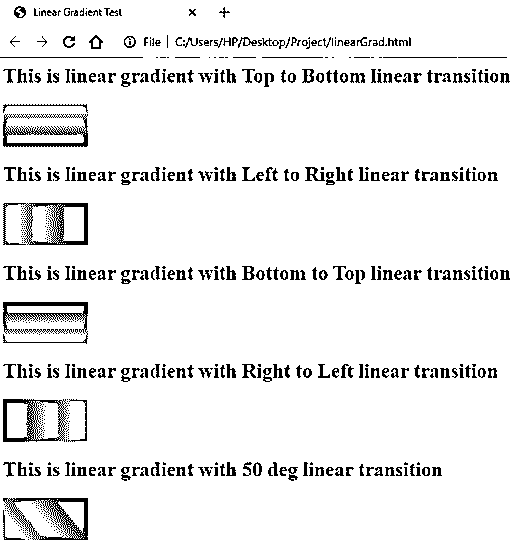 Linear Gradient Test
File | C:/Users/HP/Desktop/Project/linearGrad.html
This is linear gradient with Top to Bottom linear transition
This is linear gradient with Left to Right linear transition
This is linear gradient with Bottom to Top linear transition
This is linear gradient with Right to Left linear transition
This is linear gradient with 50 deg linear transition